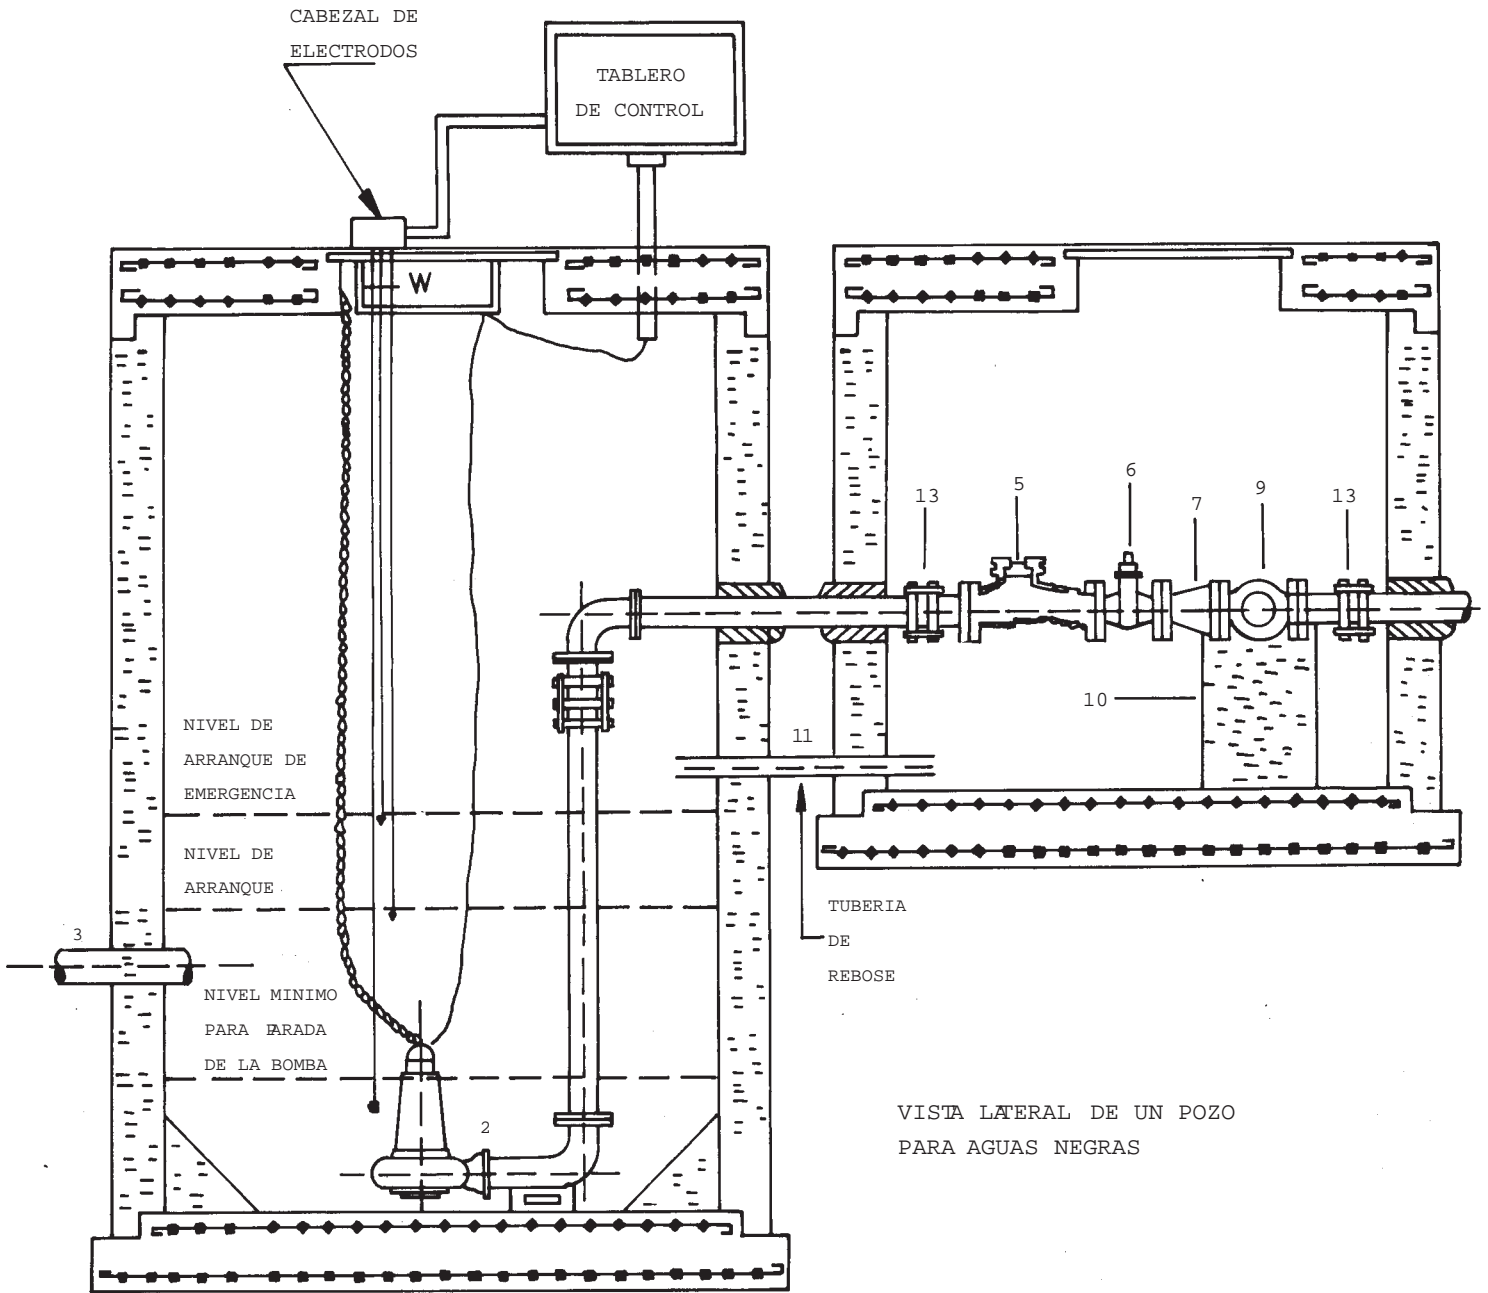 CABEZAL DE
ELECTRODOS
TABLERO
DE CONTROL
W
13
5
6
7
9
13
10
11
NIVEL DE
ARRANQUE DE
EMERGENCIA
NIVEL DE
ARRANQUE
3
NIVEL MINIMO
PARA PARADA
DE LA BOMBA
2
TUBERIA
DE
REBOSE
VISTA LATERAL DE UN POZO
PARA AGUAS NEGRAS